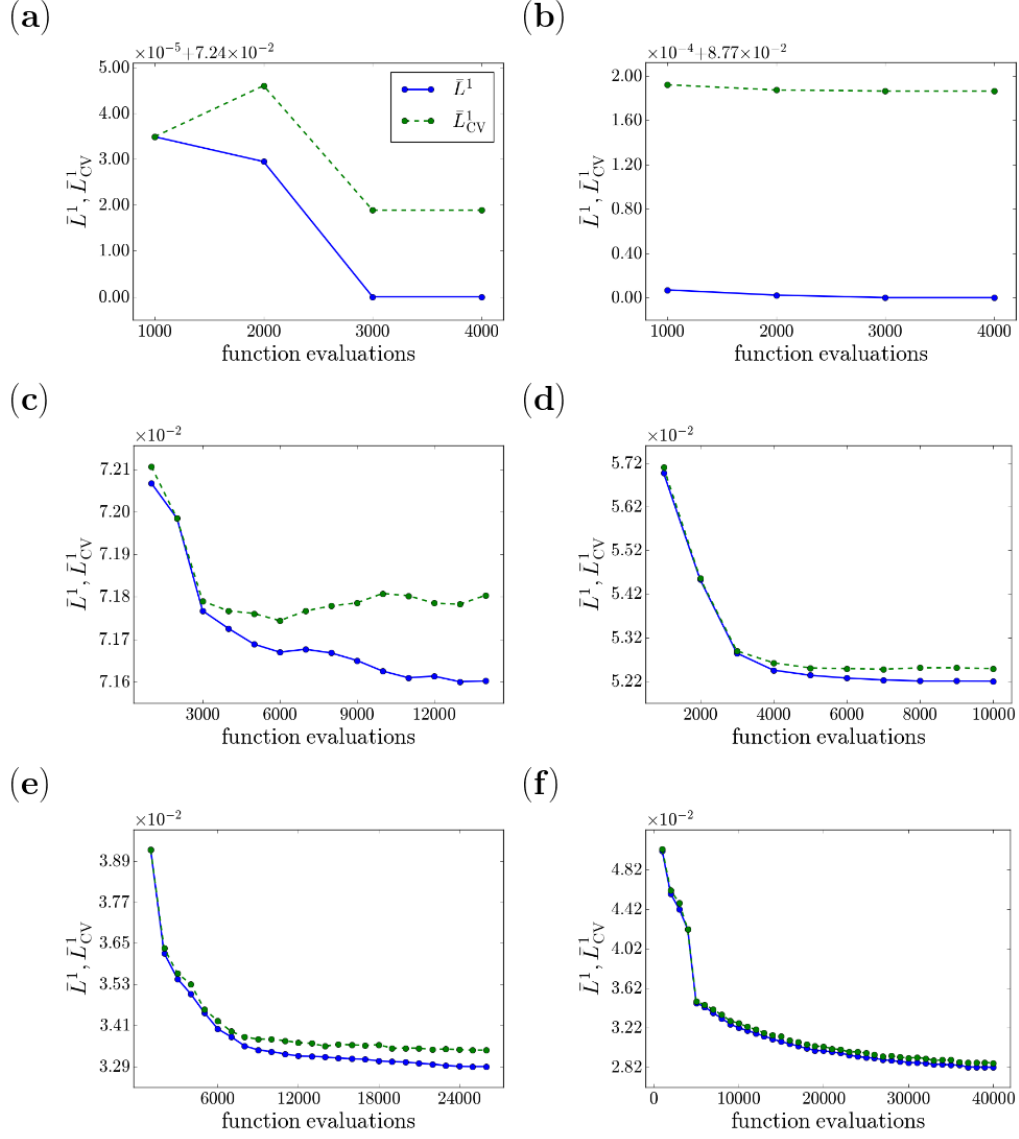 (a)
×10⁻⁵+7.24×10⁻²
5.00
4.00
3.00
2.00
1.00
0.00
L̄¹, L̄¹_CV
L̄¹
L̄¹_CV
1000 2000 3000 4000
function evaluations
(b)
×10⁻⁴+8.77×10⁻²
2.00
1.60
1.20
0.80
0.40
0.00
L̄¹, L̄¹_CV
1000 2000 3000 4000
function evaluations
(c)
×10⁻²
7.21
7.20
7.19
7.18
7.17
7.16
L̄¹, L̄¹_CV
3000 6000 9000 12000
function evaluations
(d)
×10⁻²
5.72
5.62
5.52
5.42
5.32
5.22
L̄¹, L̄¹_CV
2000 4000 6000 8000 10000
function evaluations
(e)
×10⁻²
3.89
3.77
3.65
3.53
3.41
3.29
L̄¹, L̄¹_CV
6000 12000 18000 24000
function evaluations
(f)
×10⁻²
4.82
4.42
4.02
3.62
3.22
2.82
L̄¹, L̄¹_CV
0 10000 20000 30000 40000
function evaluations